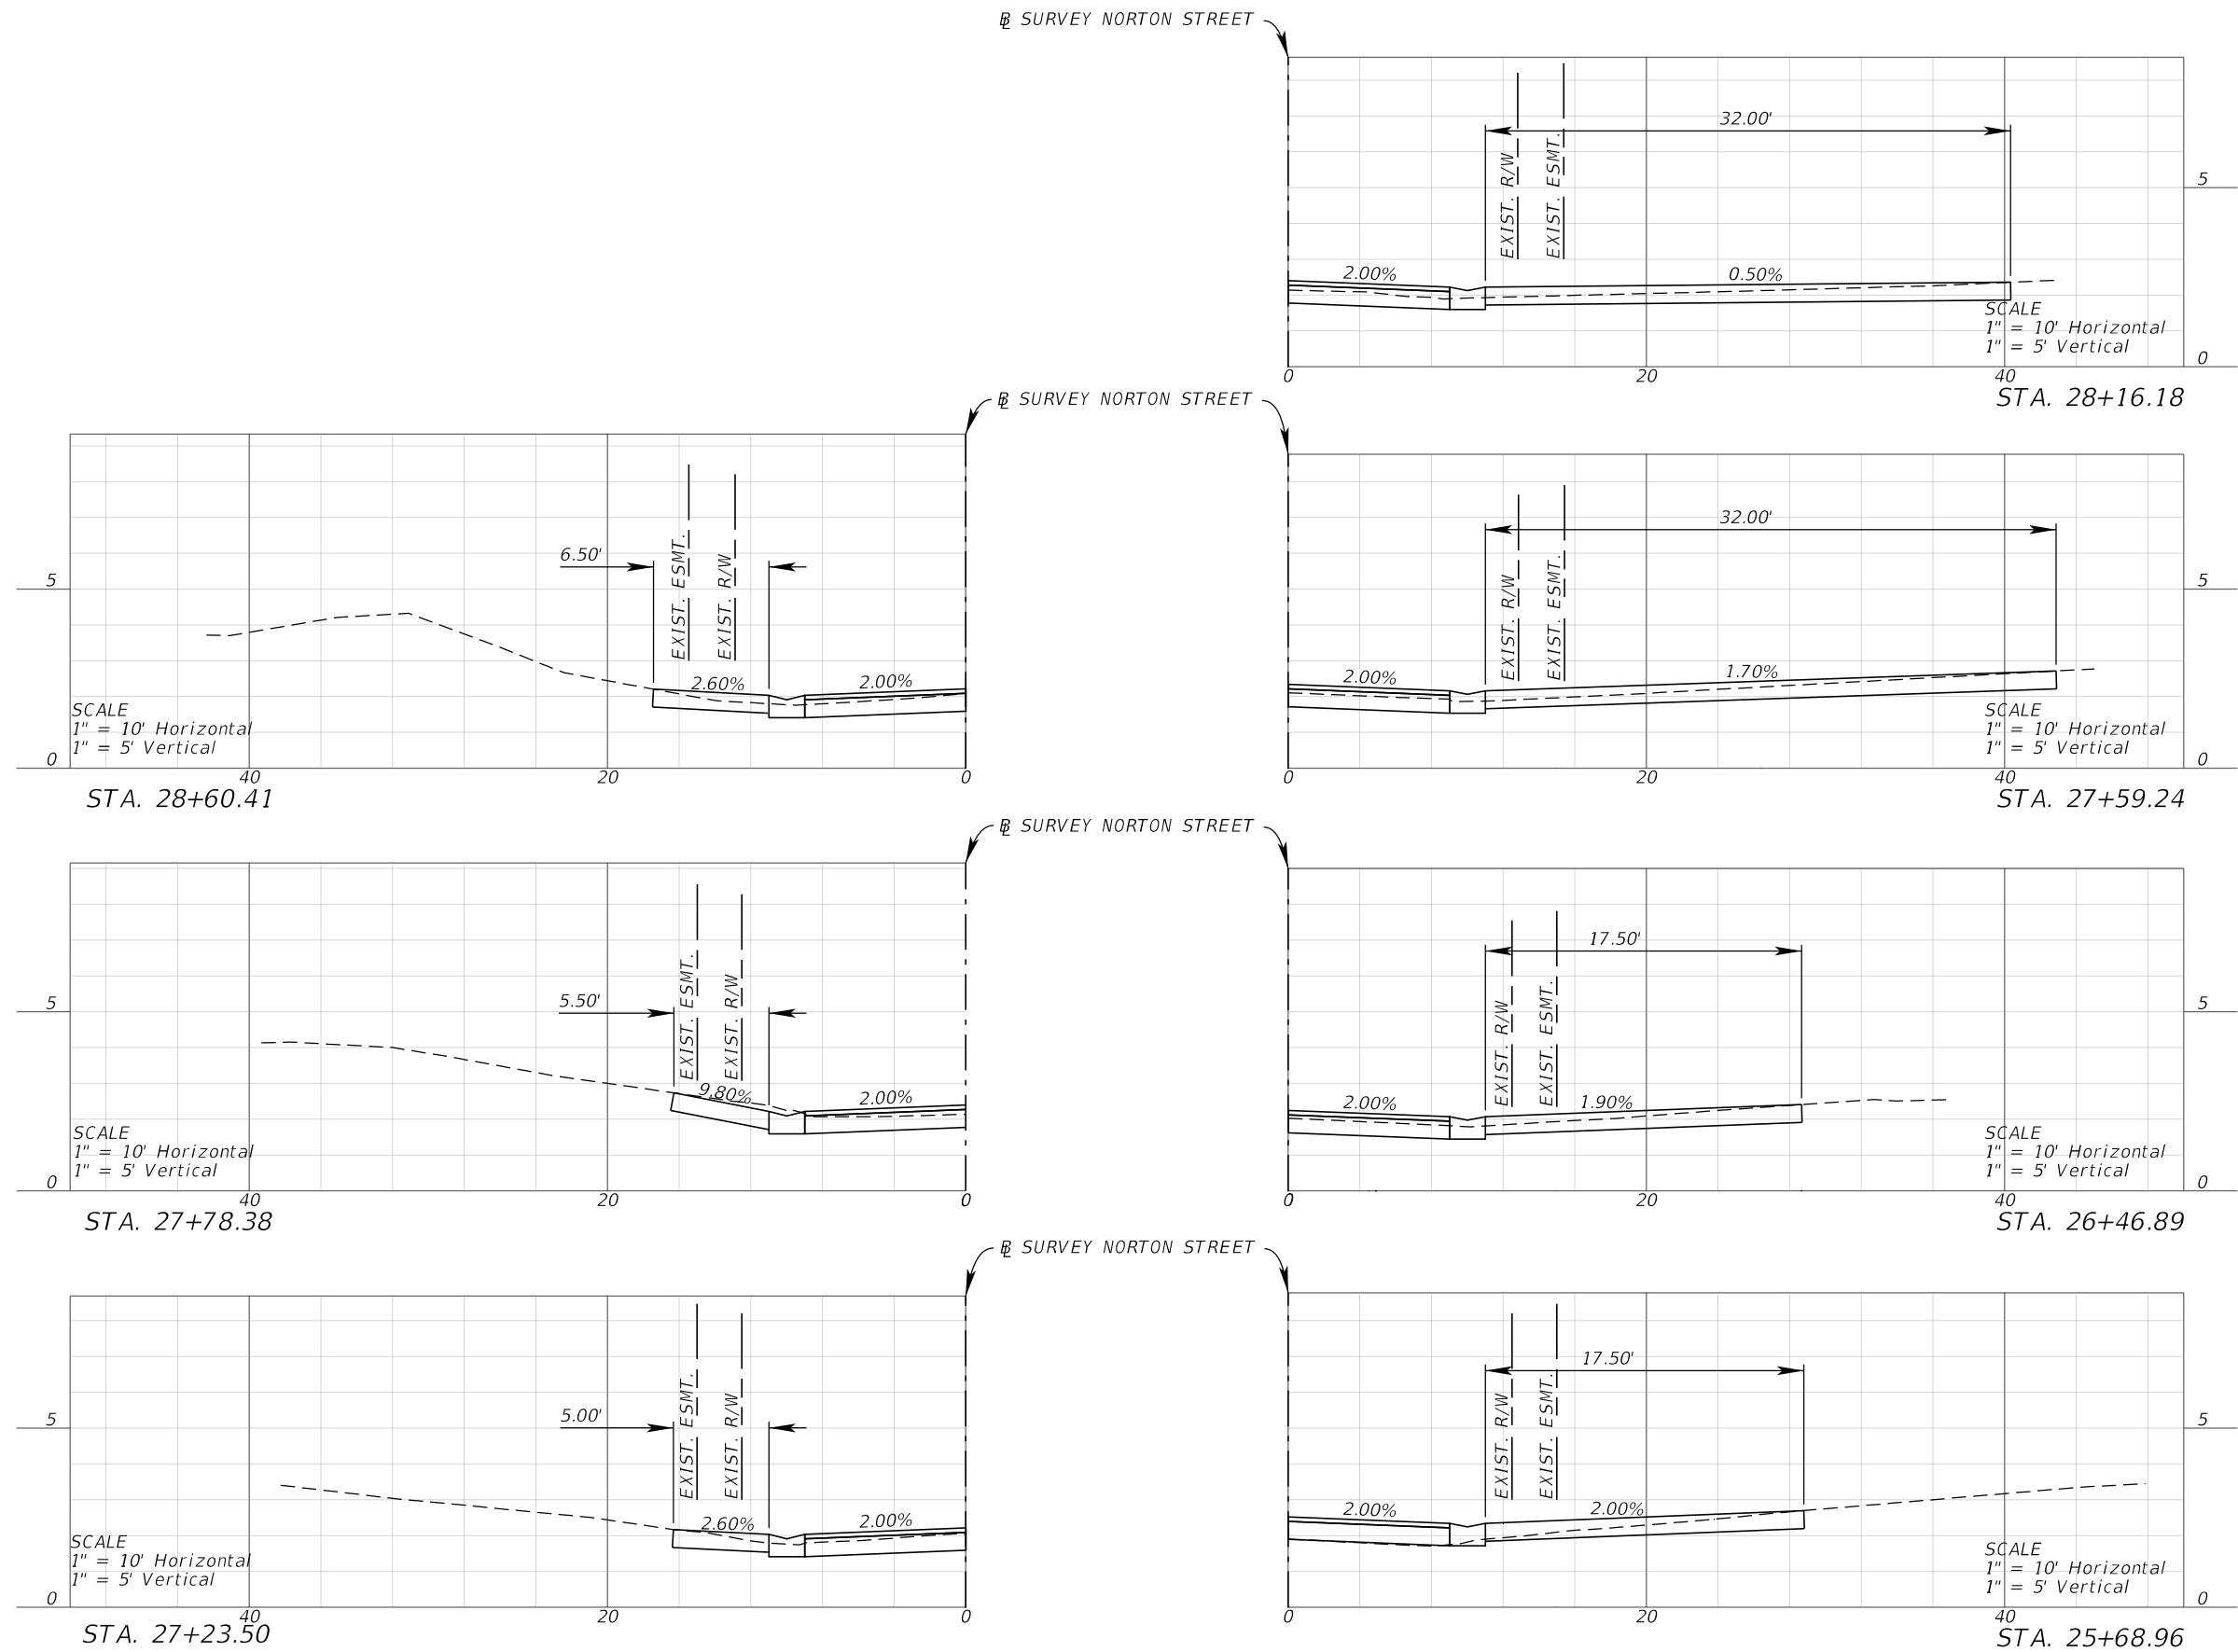 ℄ SURVEY NORTON STREET
EXIST. R/W
EXIST. ESMT.
32.00'
2.00%
0.50%
5
0
SCALE
1" = 10' Horizontal
1" = 5' Vertical
0 20 40
STA. 28+16.18
℄ SURVEY NORTON STREET
6.50'
EXIST. ESMT.
EXIST. R/W
2.60%
2.00%
5
0
SCALE
1" = 10' Horizontal
1" = 5' Vertical
40 20 0
STA. 28+60.41
32.00'
EXIST. R/W
EXIST. ESMT.
2.00%
1.70%
5
0
SCALE
1" = 10' Horizontal
1" = 5' Vertical
0 20 40
STA. 27+59.24
℄ SURVEY NORTON STREET
5.50'
EXIST. ESMT.
EXIST. R/W
9.80%
2.00%
5
0
SCALE
1" = 10' Horizontal
1" = 5' Vertical
40 20 0
STA. 27+78.38
17.50'
EXIST. R/W
EXIST. ESMT.
2.00%
1.90%
5
0
SCALE
1" = 10' Horizontal
1" = 5' Vertical
0 20 40
STA. 26+46.89
℄ SURVEY NORTON STREET
5.00'
EXIST. ESMT.
EXIST. R/W
2.60%
2.00%
5
0
SCALE
1" = 10' Horizontal
1" = 5' Vertical
40 20 0
STA. 27+23.50
17.50'
EXIST. R/W
EXIST. ESMT.
2.00%
2.00%
5
0
SCALE
1" = 10' Horizontal
1" = 5' Vertical
0 20 40
STA. 25+68.96